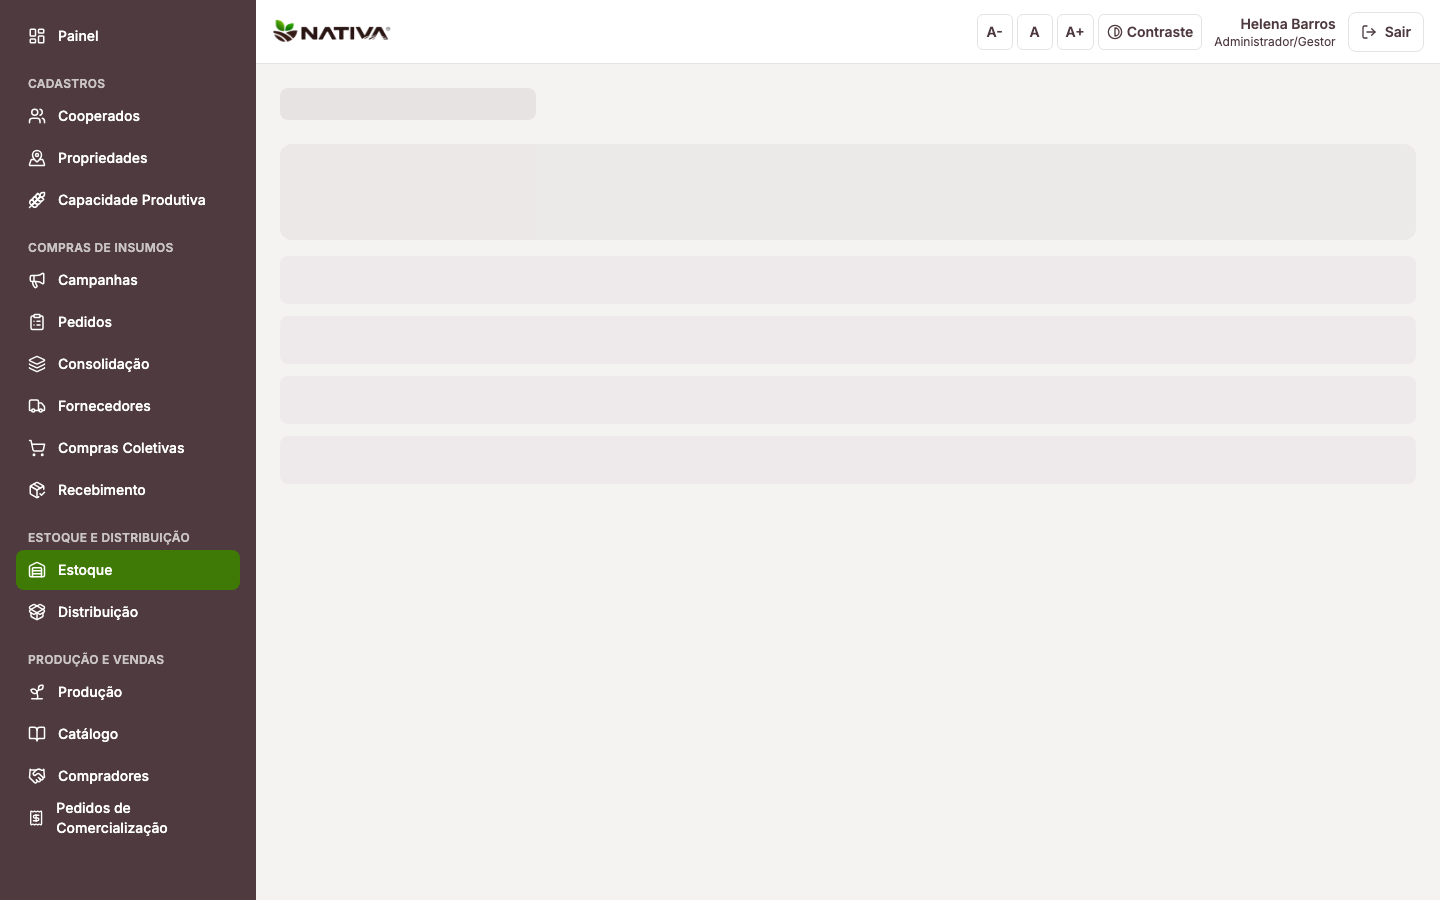 Painel
CADASTROS
Cooperados
Propriedades
Capacidade Produtiva
COMPRAS DE INSUMOS
Campanhas
Pedidos
Consolidação
Fornecedores
Compras Coletivas
Recebimento
ESTOQUE E DISTRIBUIÇÃO
Estoque
Distribuição
PRODUÇÃO E VENDAS
Produção
Catálogo
Compradores
Pedidos de
Comercialização
NATIVA
A-
A
A+
Contraste
Helena Barros
Administrador/Gestor
Sair